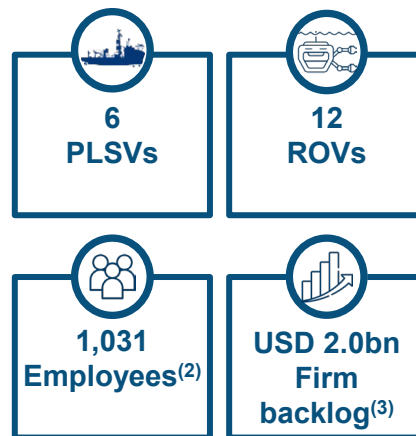 6
PLSVs
12
ROVs
1,031
Employees(2)
USD 2.0bn
Firm
backlog(3)